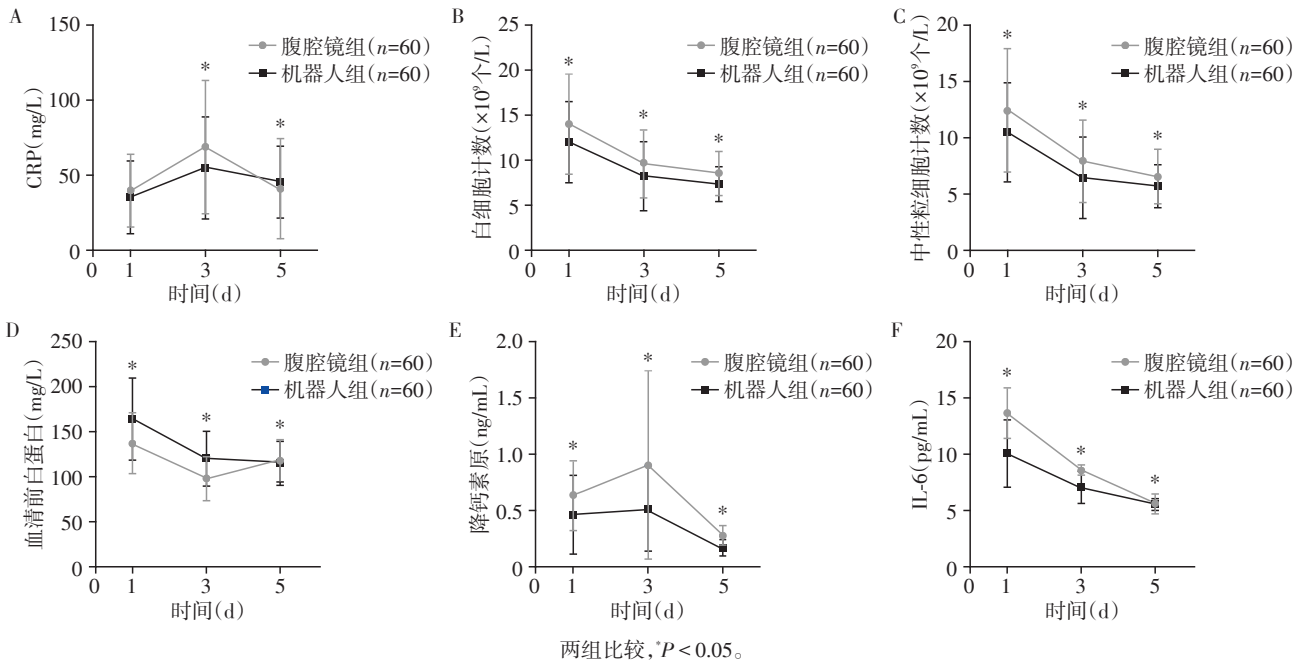 A
CRP(mg/L)
150
100
50
0
0
1
3
5
*
*
时间(d)
腹腔镜组(n=60)
机器人组(n=60)
B
白细胞计数(×10⁹个/L)
25
20
15
10
5
0
0
1
3
5
*
*
*
时间(d)
腹腔镜组(n=60)
机器人组(n=60)
C
中性粒细胞计数(×10⁹个/L)
20
15
10
5
0
0
1
3
5
*
*
*
时间(d)
腹腔镜组(n=60)
机器人组(n=60)
D
血清前白蛋白(mg/L)
250
200
150
100
50
0
0
1
3
5
*
*
*
时间(d)
腹腔镜组(n=60)
机器人组(n=60)
E
降钙素原(ng/mL)
2.0
1.5
1.0
0.5
0
0
1
3
5
*
*
*
时间(d)
腹腔镜组(n=60)
机器人组(n=60)
F
IL-6(pg/mL)
20
15
10
5
0
0
1
3
5
*
*
*
时间(d)
腹腔镜组(n=60)
机器人组(n=60)
两组比较,*P<0.05。